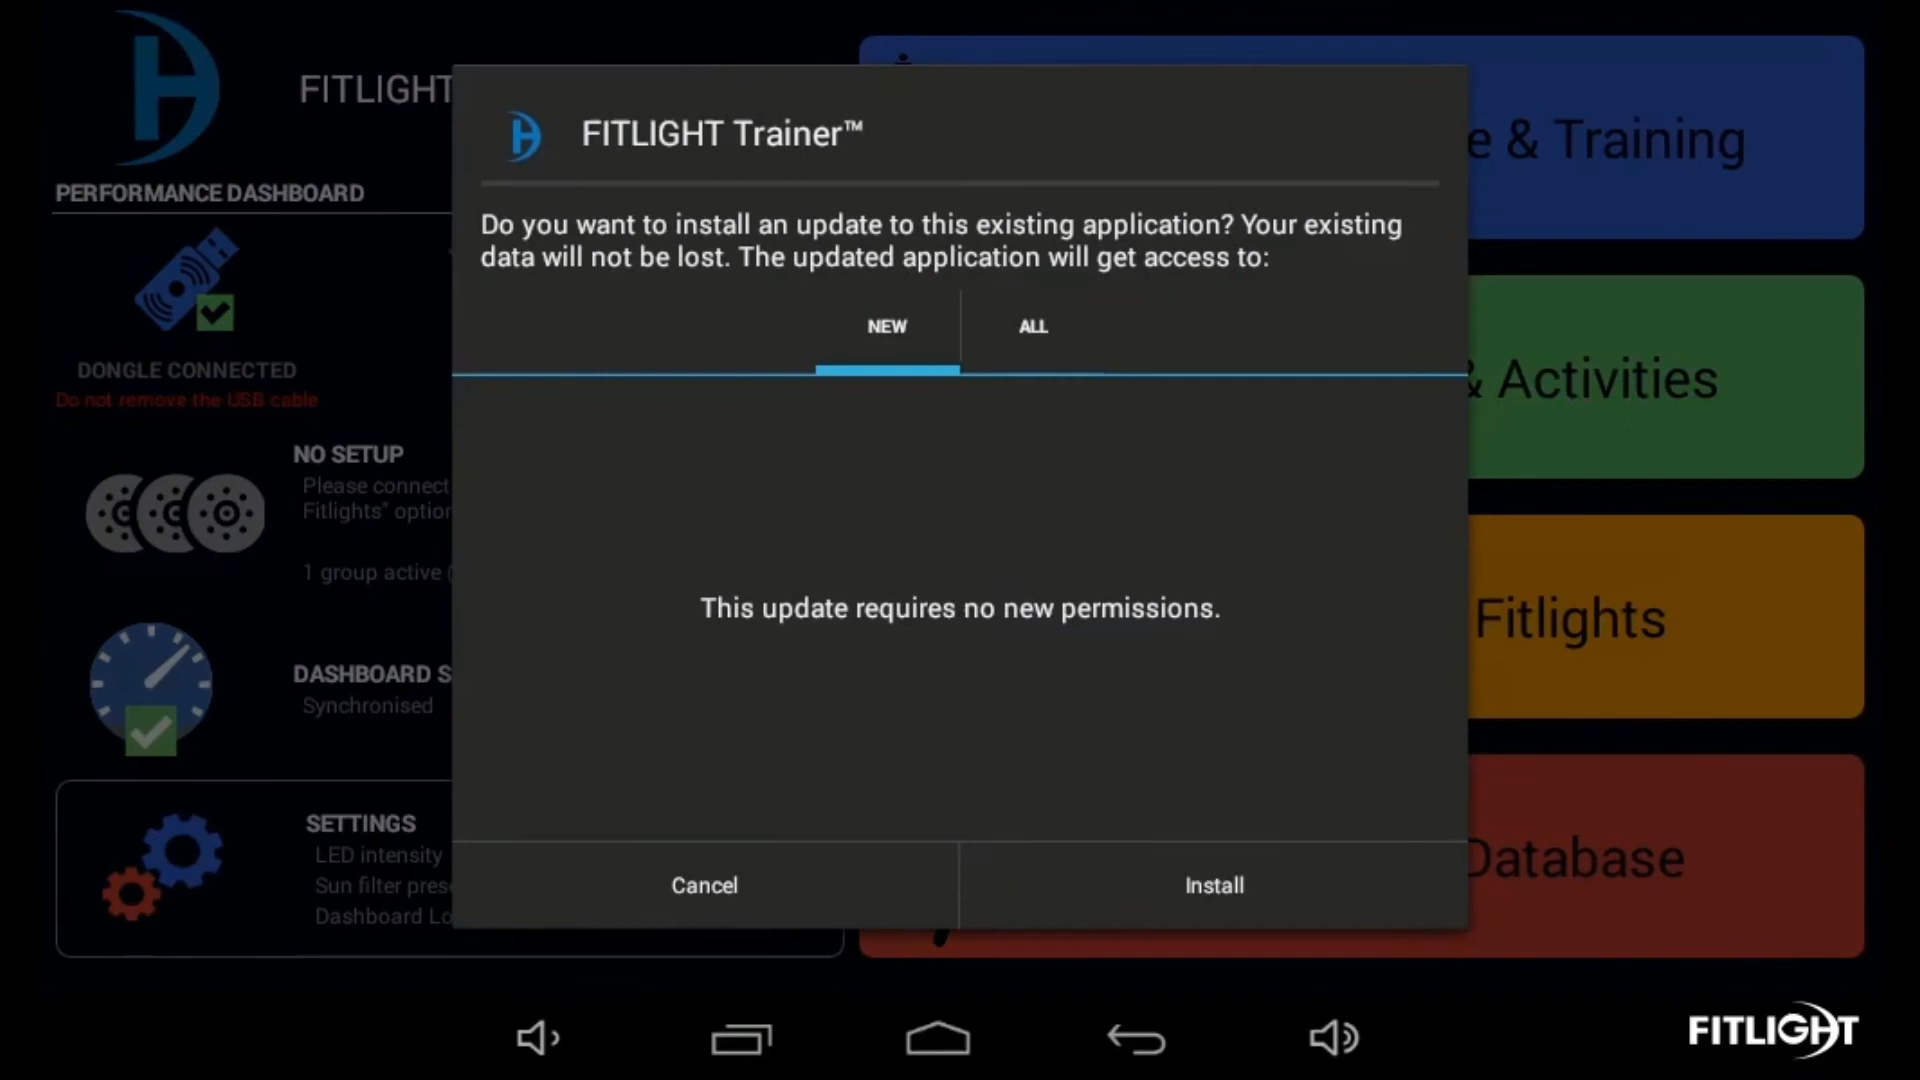 FITLIGHT
PERFORMANCE DASHBOARD
DONGLE CONNECTED
Do not remove the USB cable
NO SETUP
Please connect
Fitlights" option
1 group active (
DASHBOARD S
Synchronised
SETTINGS
LED intensity
Sun filter pres
Dashboard Lo
FITLIGHT Trainer™
Do you want to install an update to this existing application? Your existing
data will not be lost. The updated application will get access to:
NEW
ALL
This update requires no new permissions.
Cancel
Install
e & Training
& Activities
Fitlights
Database
FITLIGHT